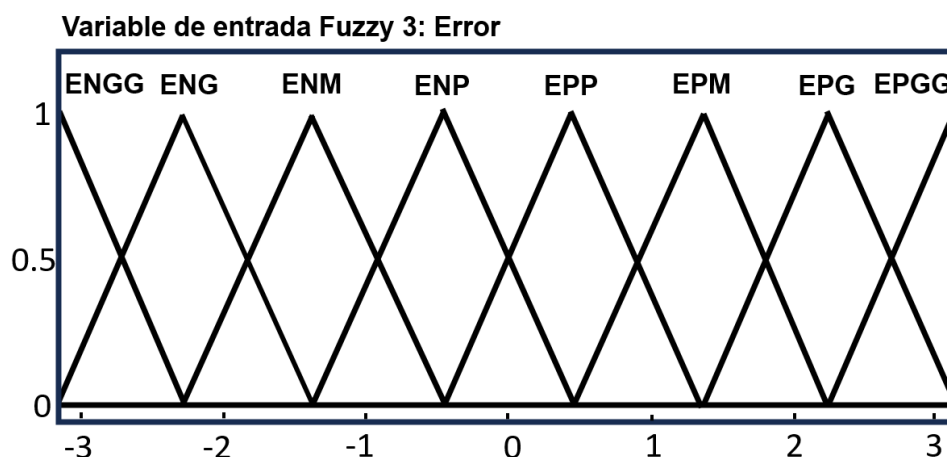 Variable de entrada Fuzzy 3: Error
ENGG ENG ENM ENP EPP EPM EPG EPGG
1
0.5
0
-3 -2 -1 0 1 2 3